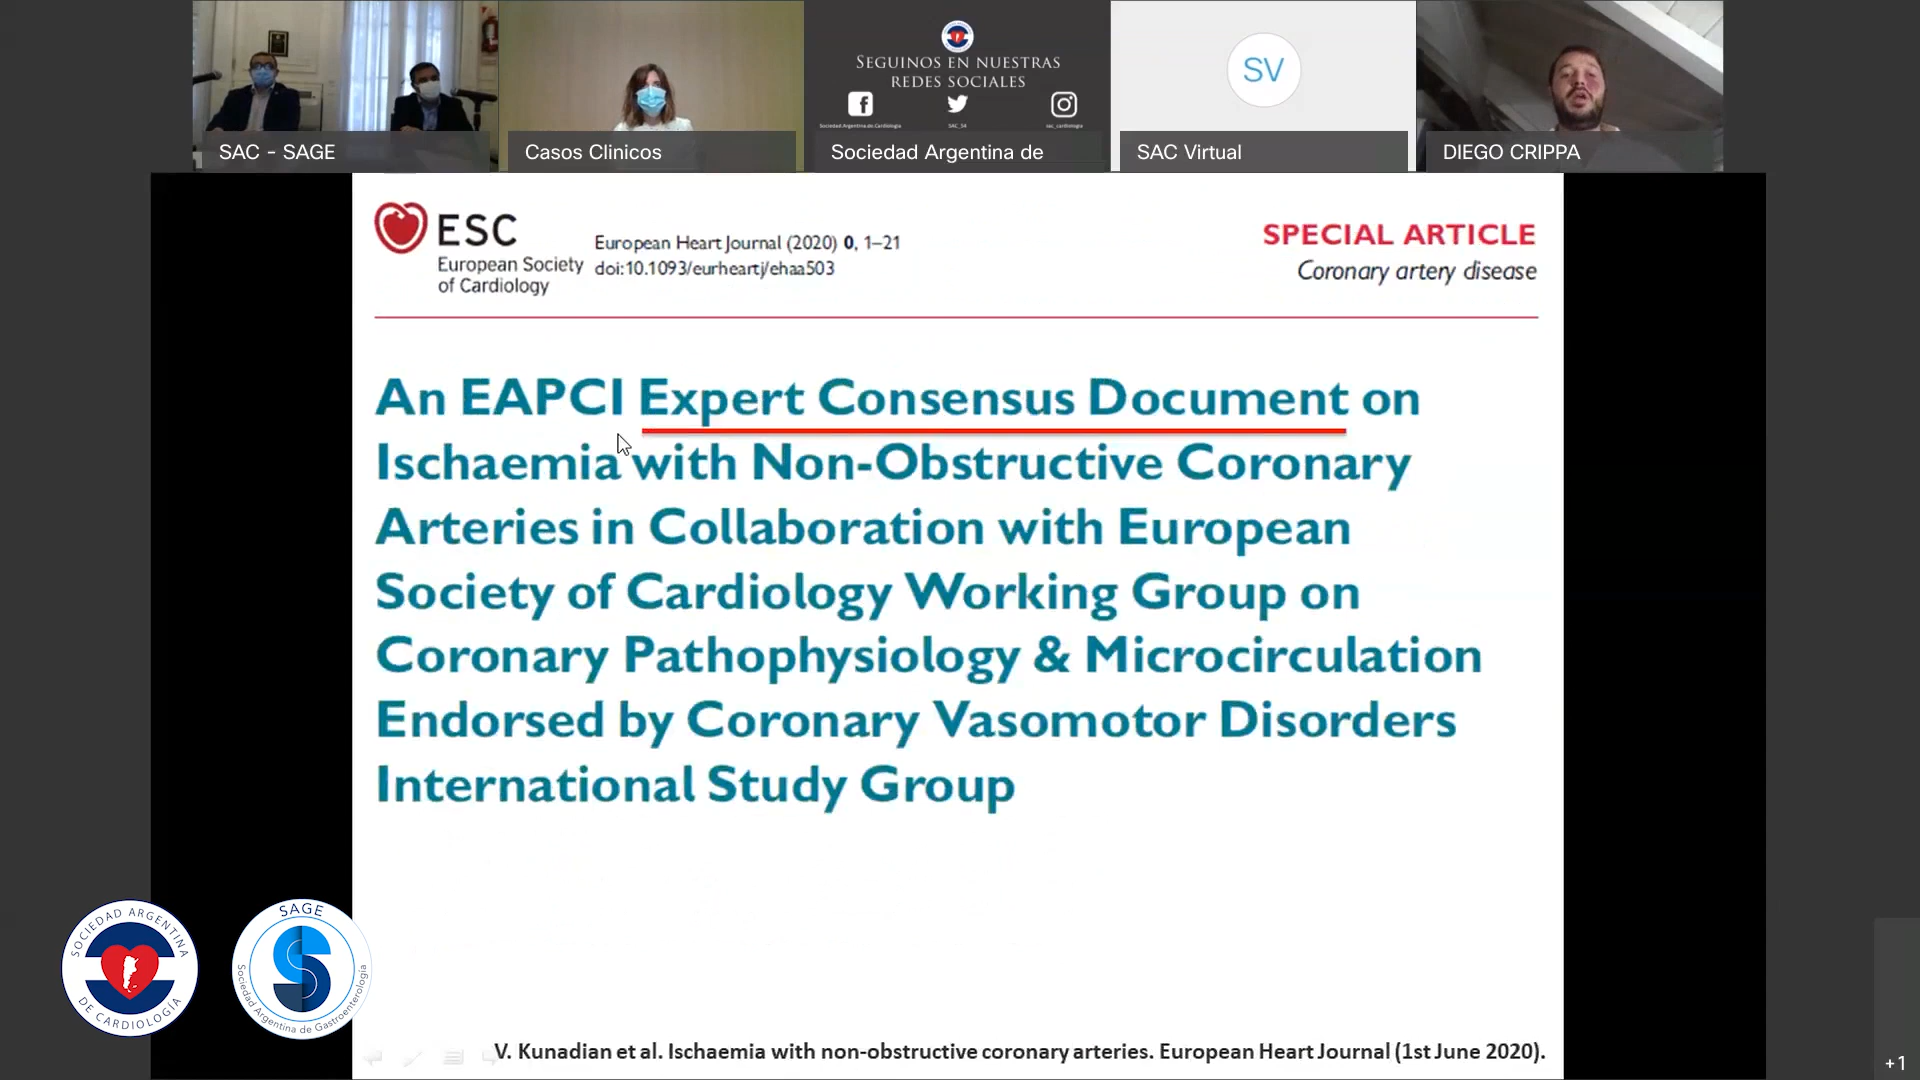 SEGUINOS EN NUESTRAS
REDES SOCIALES
Sociedad.Argentina.de.Cardiologia
SAC_54
sac_cardiologia
SV
SAC - SAGE
Casos Clinicos
Sociedad Argentina de
SAC Virtual
DIEGO CRIPPA
ESC
European Society
of Cardiology
European Heart Journal (2020) 0, 1–21
doi:10.1093/eurheartj/ehaa503
SPECIAL ARTICLE
Coronary artery disease
An EAPCI Expert Consensus Document on
Ischaemia with Non-Obstructive Coronary
Arteries in Collaboration with European
Society of Cardiology Working Group on
Coronary Pathophysiology & Microcirculation
Endorsed by Coronary Vasomotor Disorders
International Study Group
SOCIEDAD ARGENTINA
DE CARDIOLOGÍA
SAGE
Sociedad Argentina de Gastroenterología
V. Kunadian et al. Ischaemia with non-obstructive coronary arteries. European Heart Journal (1st June 2020).
+1